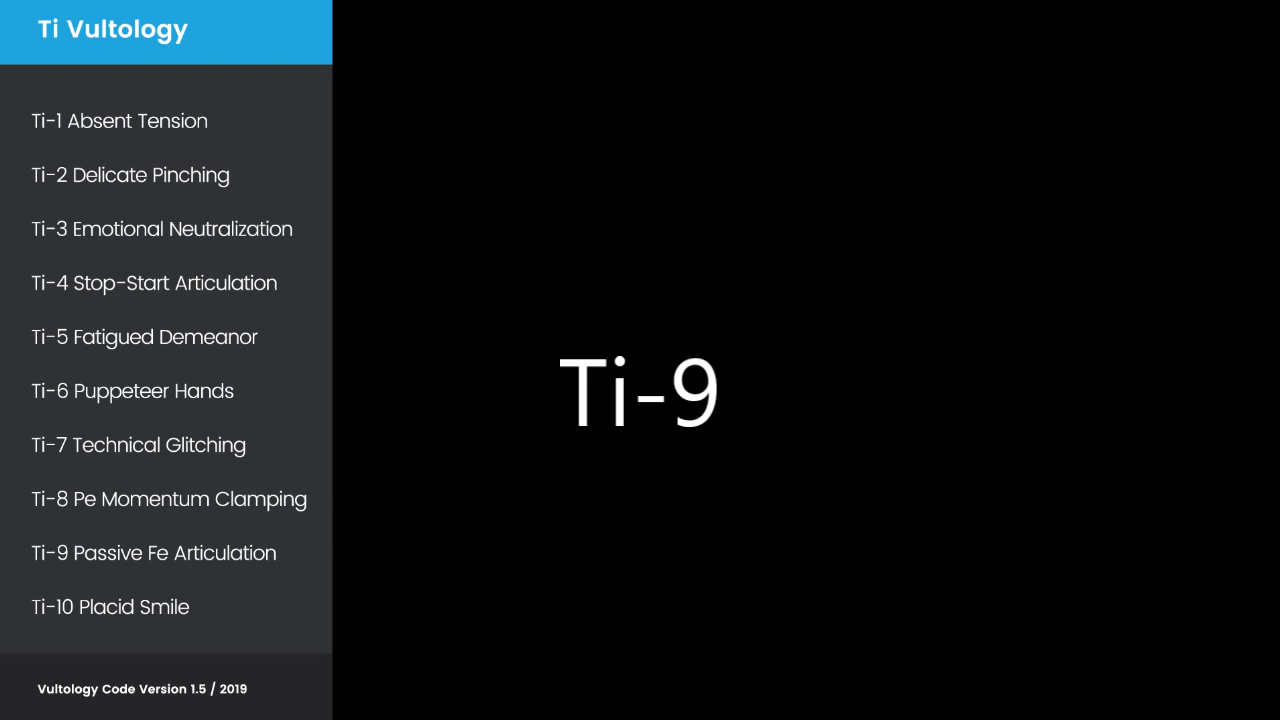 Ti Vultology
Ti-1 Absent Tension
Ti-2 Delicate Pinching
Ti-3 Emotional Neutralization
Ti-4 Stop-Start Articulation
Ti-5 Fatigued Demeanor
Ti-6 Puppeteer Hands
Ti-7 Technical Glitching
Ti-8 Pe Momentum Clamping
Ti-9 Passive Fe Articulation
Ti-10 Placid Smile
Vultology Code Version 1.5 / 2019
Ti-9